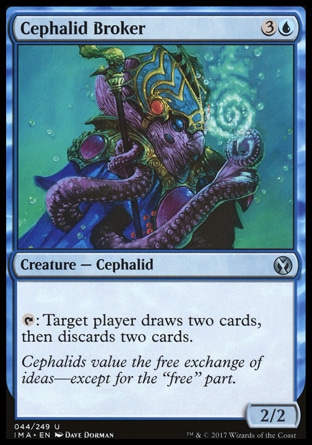 Cephalid Broker 3
Creature — Cephalid
: Target player draws two cards,
then discards two cards.
Cephalids value the free exchange of
ideas—except for the “free” part.
2/2
044/249 U
IMA • EN Dave Dorman ™ & © 2017 Wizards of the Coast